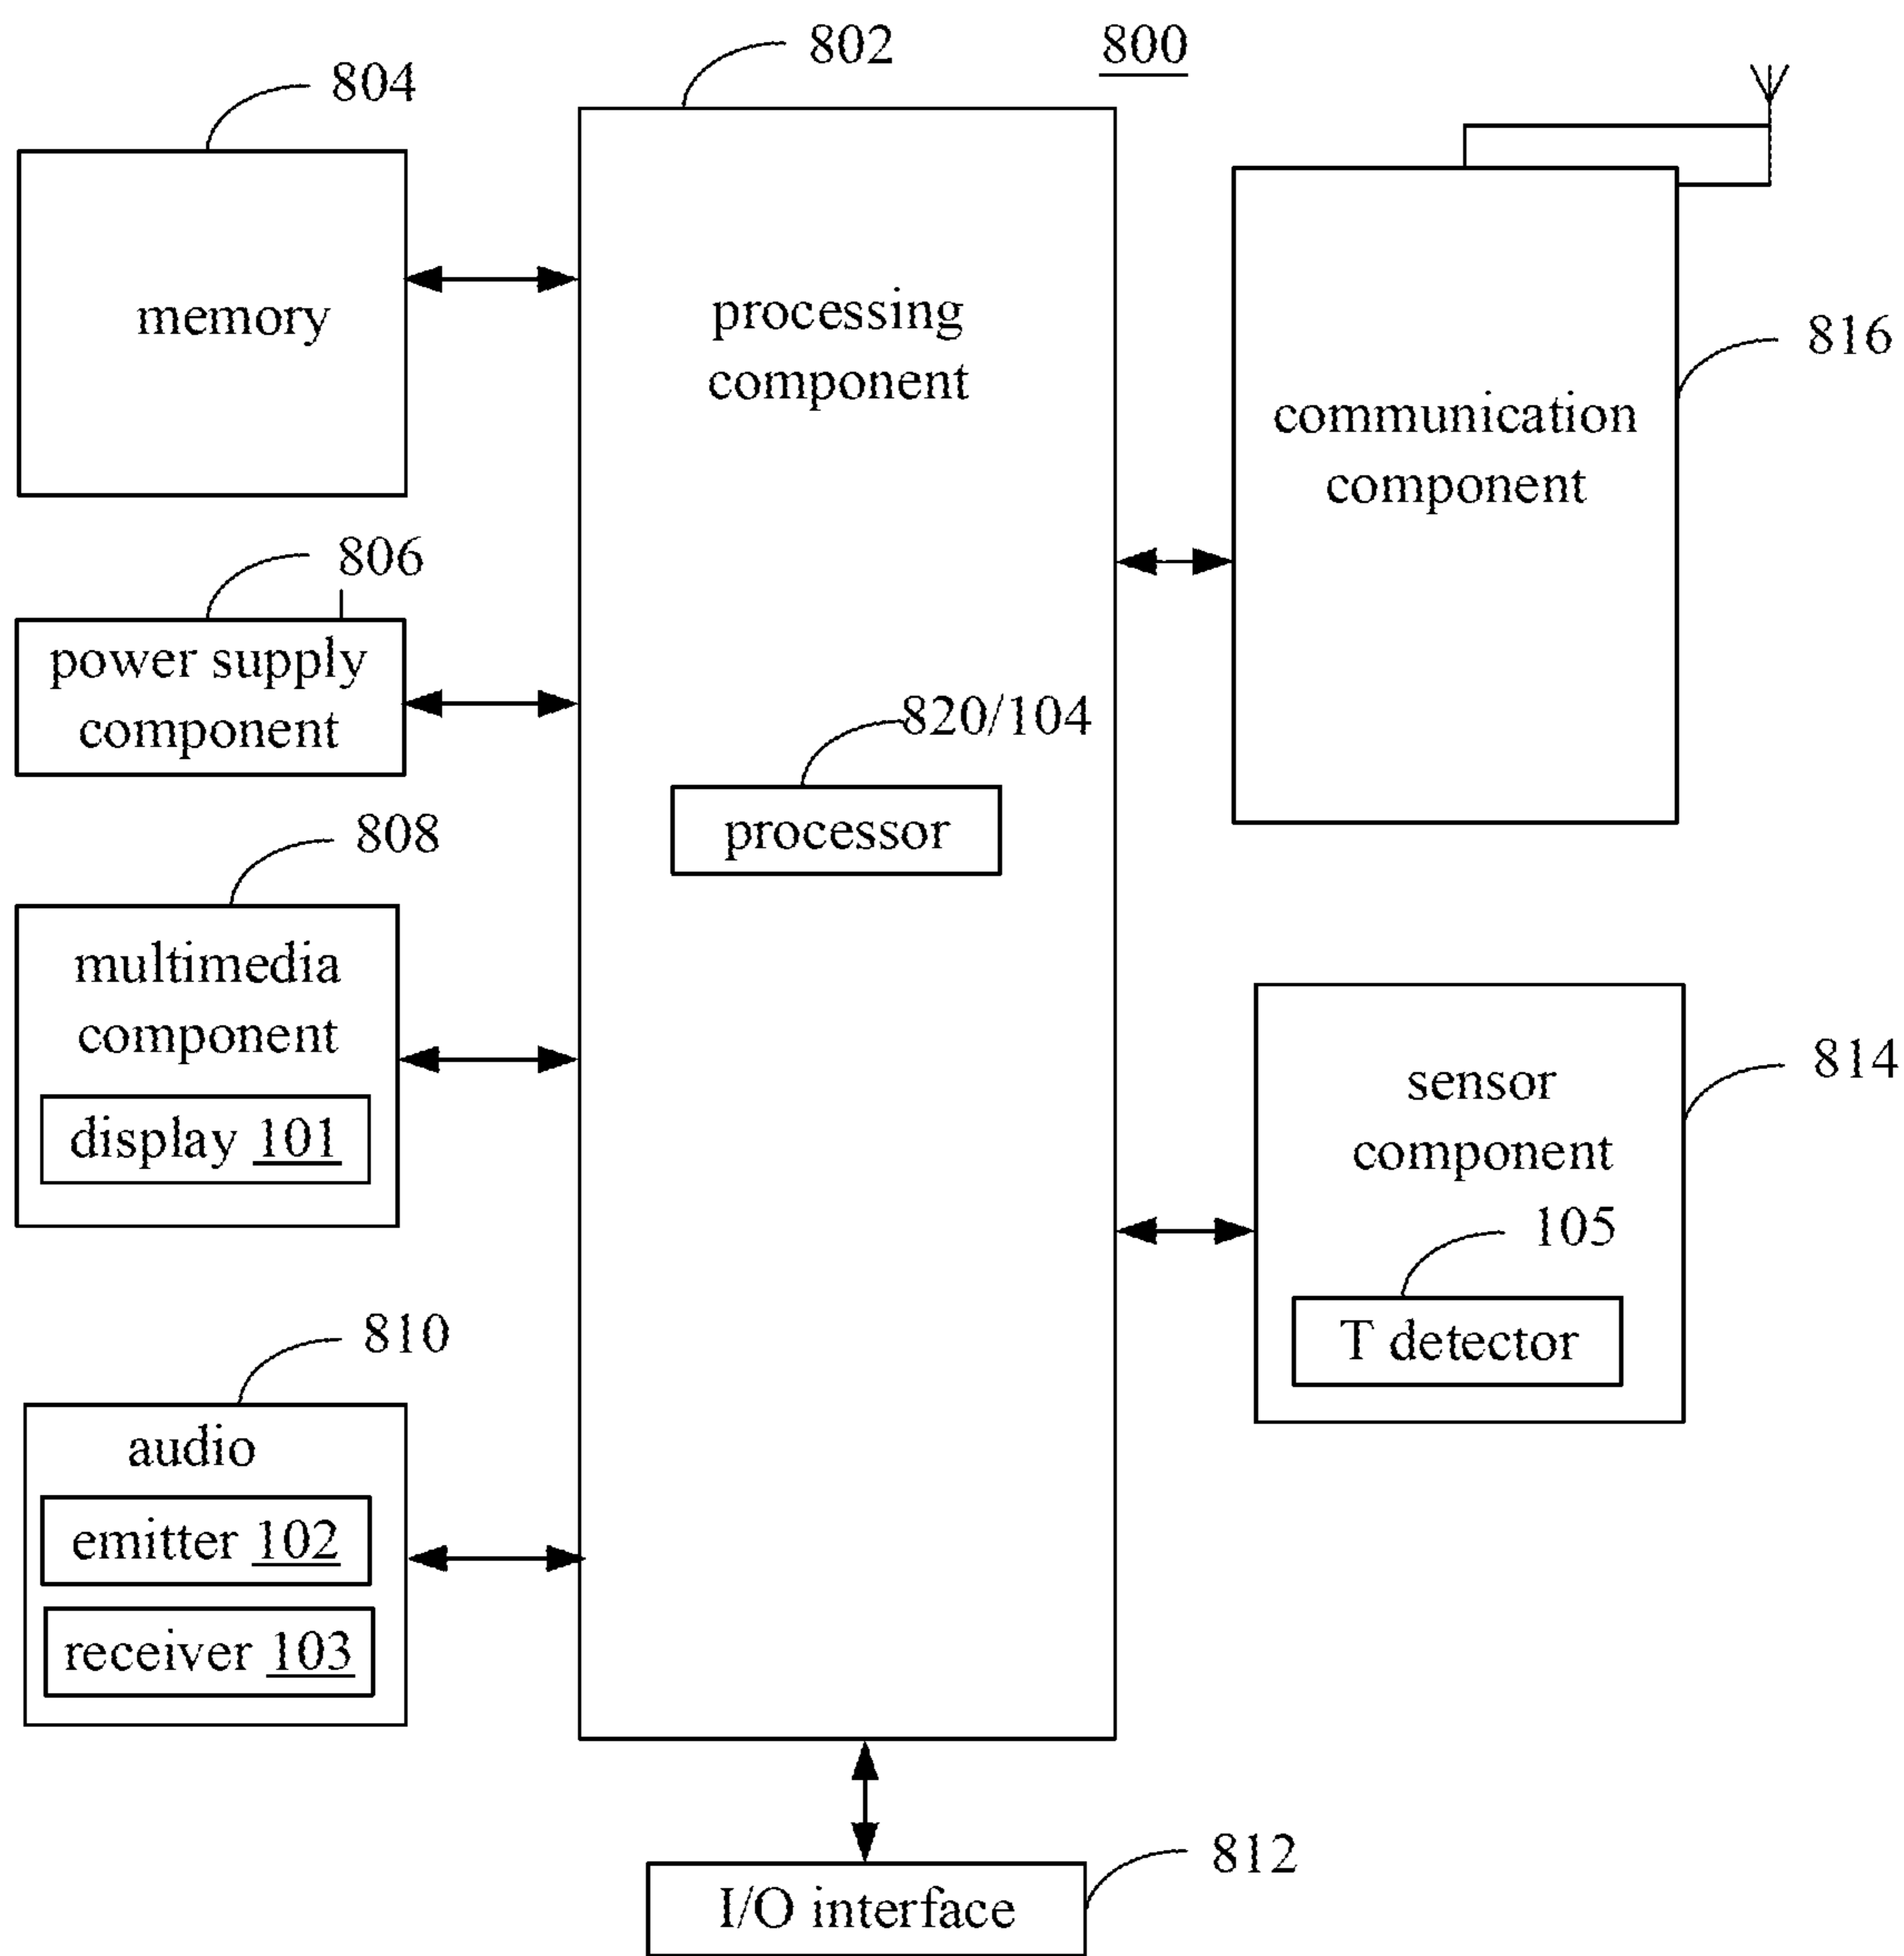 802
800
804
memory
processing
component
816
communication
component
806
power supply
component
820/104
processor
808
multimedia
component
display 101
814
sensor
component
105
T detector
810
audio
emitter 102
receiver 103
812
I/O interface